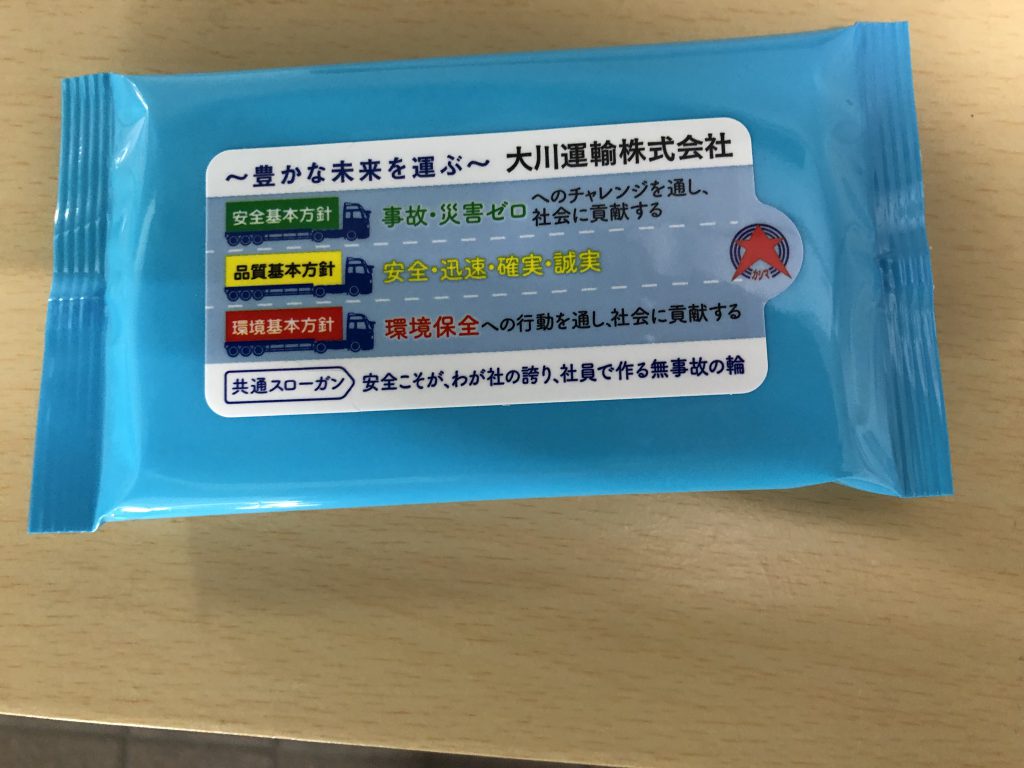 ～豊かな未来を運ぶ～ 大川運輸株式会社
安全基本方針 事故・災害ゼロ へのチャレンジを通し、
社会に貢献する
品質基本方針 安全・迅速・確実・誠実
カシマ
環境基本方針 環境保全への行動を通し、社会に貢献する
共通スローガン 安全こそが、わが社の誇り、社員で作る無事故の輪